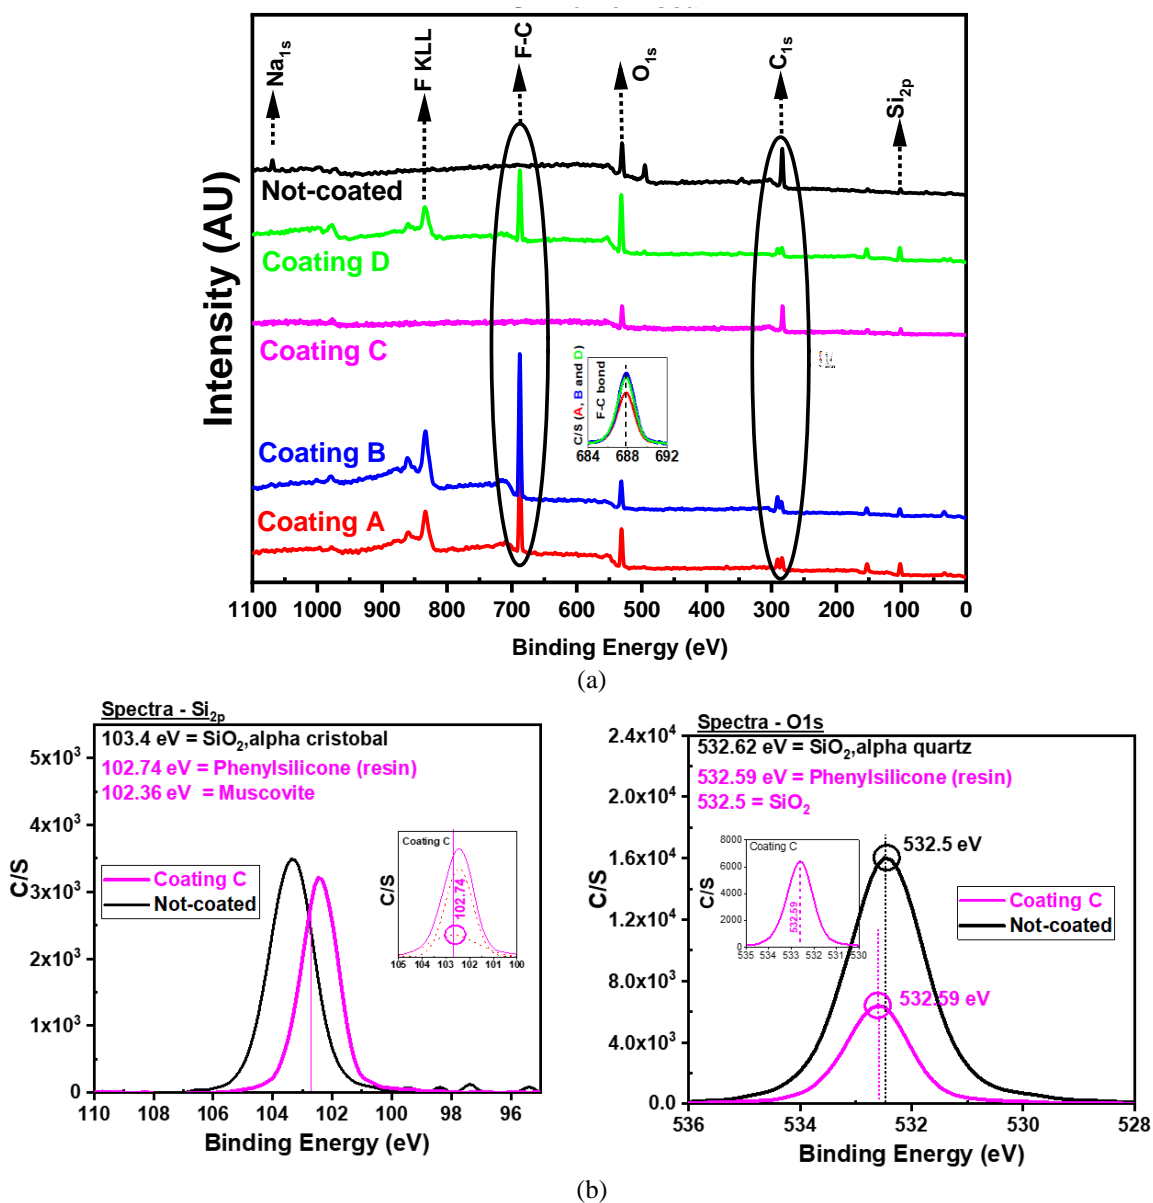 Na1s
F KLL
F-C
O1s
C1s
Si2p
Intensity (AU)
Not-coated
Coating D
Coating C
Coating B
Coating A
C/S (A, B and D)
F-C bond
684 688 692
1100 1000 900 800 700 600 500 400 300 200 100 0
Binding Energy (eV)
(a)
Spectra - Si2p
103.4 eV = SiO2,alpha cristobal
102.74 eV = Phenylsilicone (resin)
102.36 eV = Muscovite
5x10³
4x10³
3x10³
2x10³
1x10³
0
C/S
Coating C
Not-coated
Coating C
C/S
102.74
105 104 103 102 101 100
110 108 106 104 102 100 98 96
Binding Energy (eV)
Spectra - O1s
532.62 eV = SiO2,alpha quartz
532.59 eV = Phenylsilicone (resin)
532.5 = SiO2
2.4x10⁴
2.0x10⁴
1.6x10⁴
1.2x10⁴
8.0x10³
4.0x10³
0.0
C/S
8000
6000
4000
2000
0
C/S
Coating C
532.59
535 534 533 532 531 530
532.5 eV
Coating C
Not-coated
532.59 eV
536 534 532 530 528
Binding Energy (eV)
(b)